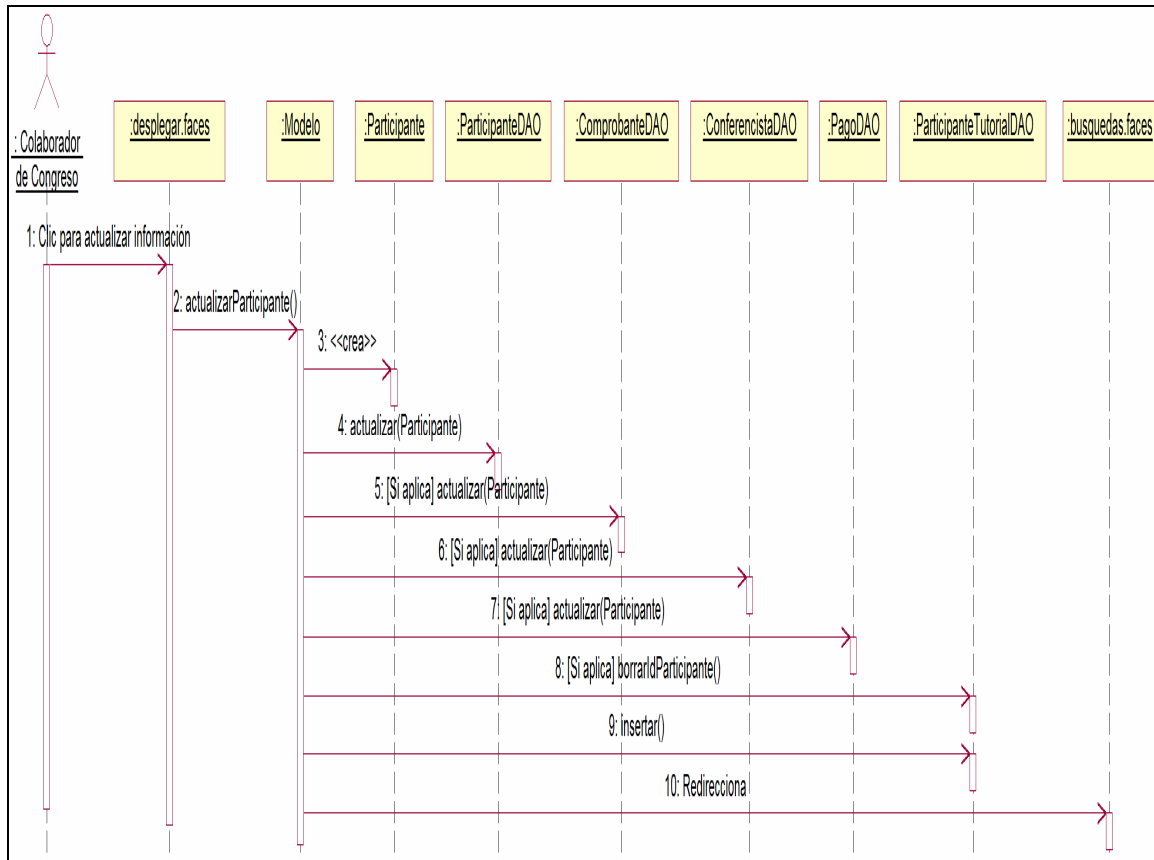 : Colaborador
de Congreso
:desplegar.faces
:Modelo
:Participante
:ParticipanteDAO
:ComprobanteDAO
:ConferencistaDAO
:PagoDAO
:ParticipanteTutorialDAO
:busquedas.faces
1: Clic para actualizar información
2: actualizarParticipante()
3: <<crea>>
4: actualizar(Participante)
5: [Si aplica] actualizar(Participante)
6: [Si aplica] actualizar(Participante)
7: [Si aplica] actualizar(Participante)
8: [Si aplica] borrarIdParticipante()
9: insertar()
10: Redirecciona